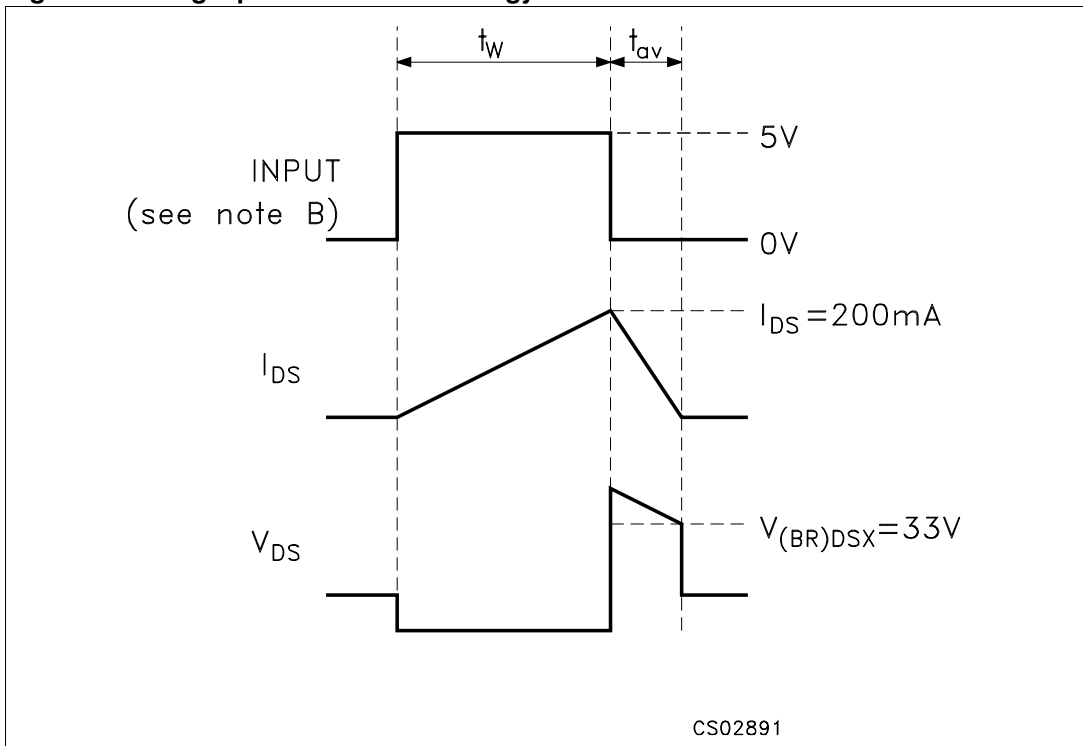 t_W t_av
5V
INPUT
(see note B)
0V
I_DS=200mA
I_DS
V_(BR)DSX=33V
V_DS
CS02891